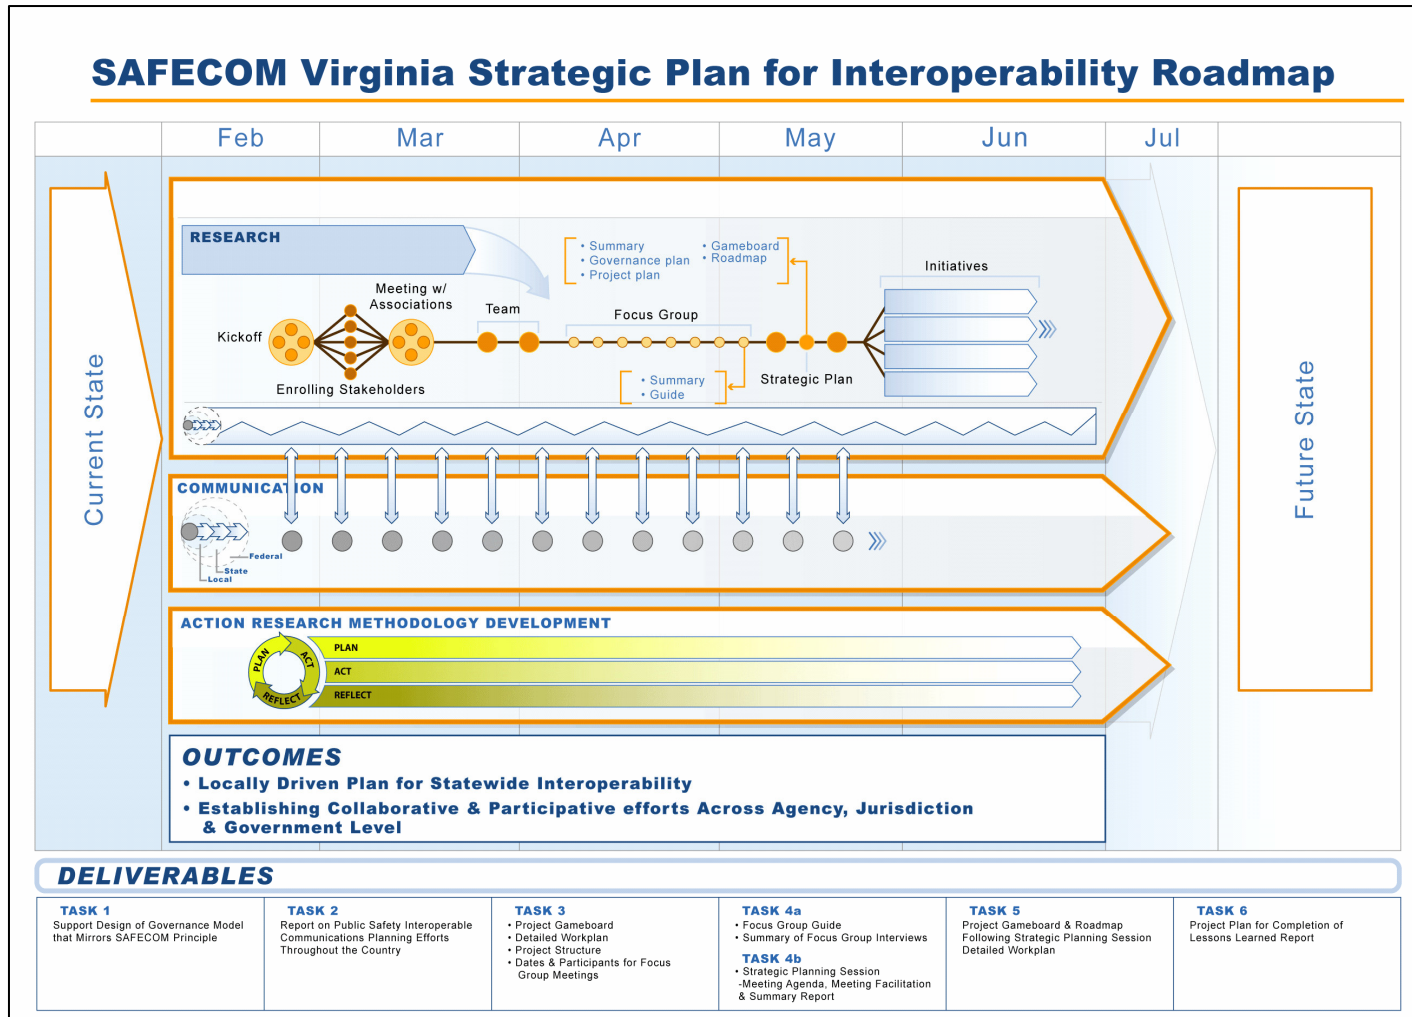 SAFECOM Virginia Strategic Plan for Interoperability Roadmap
Feb
Mar
Apr
May
Jun
Jul
Current State
RESEARCH
• Summary
• Governance plan
• Project plan
• Gameboard
• Roadmap
Initiatives
Meeting w/
Associations
Team
Focus Group
Kickoff
Enrolling Stakeholders
• Summary
• Guide
Strategic Plan
Future State
COMMUNICATION
Federal
State
Local
ACTION RESEARCH METHODOLOGY DEVELOPMENT
PLAN
ACT
REFLECT
PLAN
ACT
REFLECT
OUTCOMES
• Locally Driven Plan for Statewide Interoperability
• Establishing Collaborative & Participative efforts Across Agency, Jurisdiction
& Government Level
DELIVERABLES
TASK 1
Support Design of Governance Model
that Mirrors SAFECOM Principle
TASK 2
Report on Public Safety Interoperable
Communications Planning Efforts
Throughout the Country
TASK 3
• Project Gameboard
• Detailed Workplan
• Project Structure
• Dates & Participants for Focus
Group Meetings
TASK 4a
• Focus Group Guide
• Summary of Focus Group Interviews
TASK 4b
• Strategic Planning Session
-Meeting Agenda, Meeting Facilitation
& Summary Report
TASK 5
Project Gameboard & Roadmap
Following Strategic Planning Session
Detailed Workplan
TASK 6
Project Plan for Completion of
Lessons Learned Report